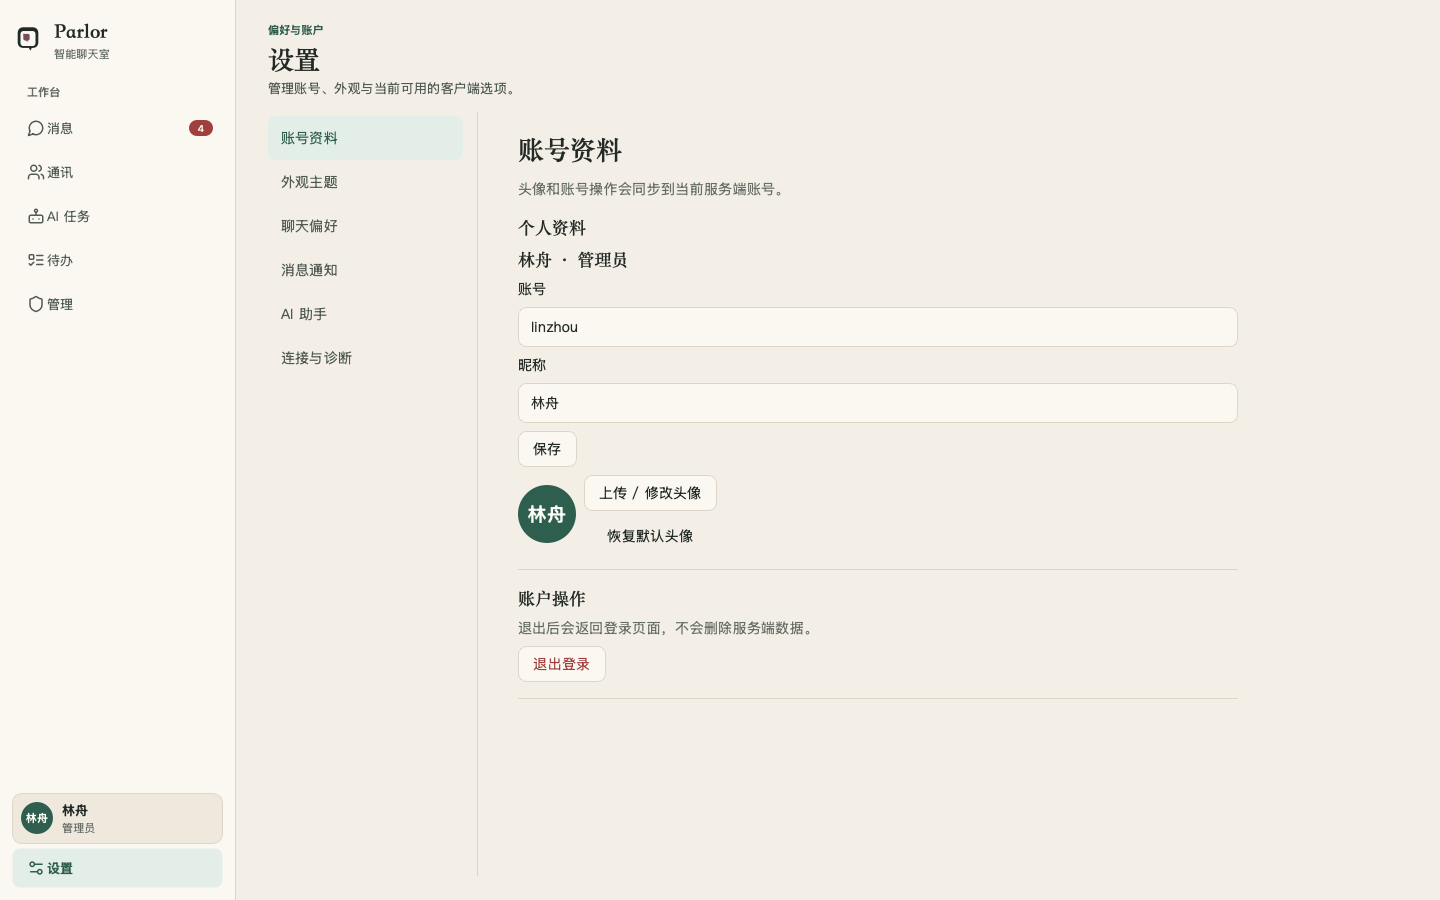 Parlor
智能聊天室
工作台
消息
4
通讯
AI 任务
待办
管理
林舟
林舟
管理员
设置
偏好与账户
设置
管理账号、外观与当前可用的客户端选项。
账号资料
外观主题
聊天偏好
消息通知
AI 助手
连接与诊断
账号资料
头像和账号操作会同步到当前服务端账号。
个人资料
林舟 · 管理员
账号
linzhou
昵称
林舟
保存
林舟
上传 / 修改头像
恢复默认头像
账户操作
退出后会返回登录页面，不会删除服务端数据。
退出登录